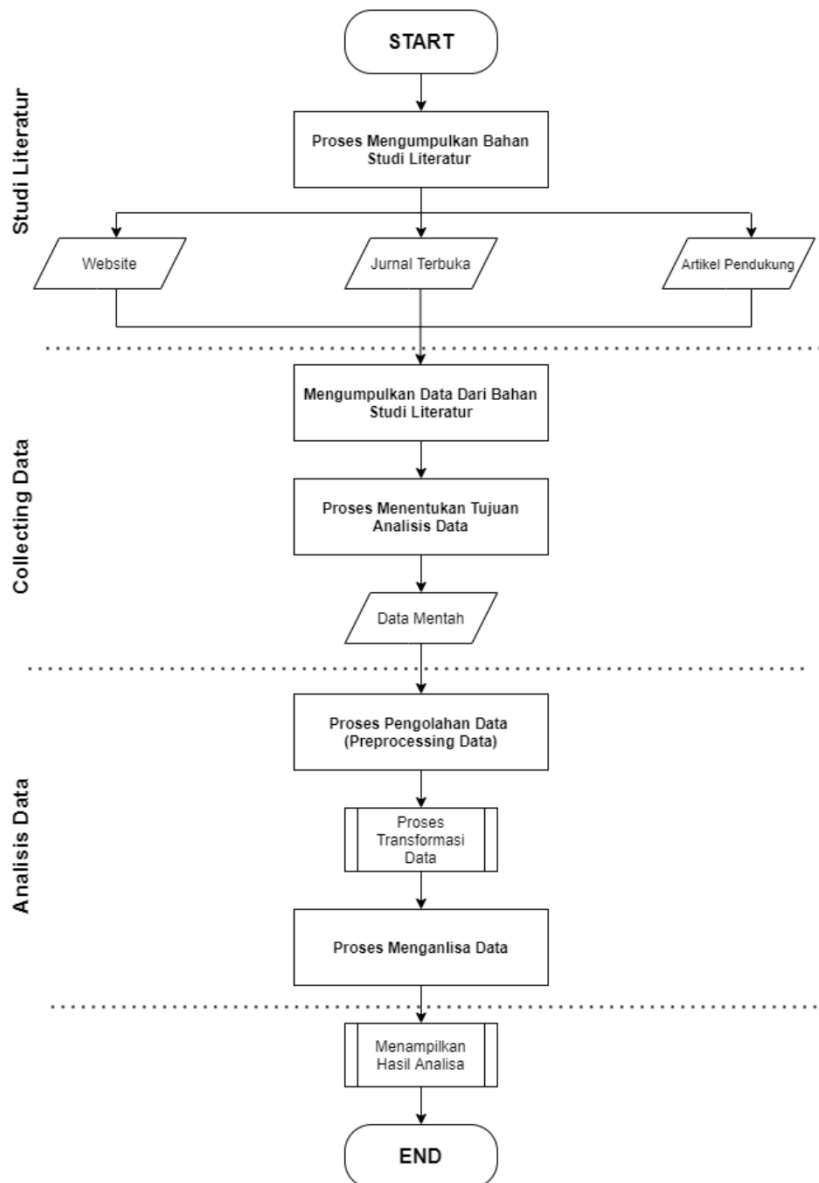 START
Studi Literatur
Proses Mengumpulkan Bahan
Studi Literatur
Website
Jurnal Terbuka
Artikel Pendukung
Collecting Data
Mengumpulkan Data Dari Bahan
Studi Literatur
Proses Menentukan Tujuan
Analisis Data
Data Mentah
Analisis Data
Proses Pengolahan Data
(Preprocessing Data)
Proses
Transformasi
Data
Proses Menganlisa Data
Menampilkan
Hasil Analisa
END